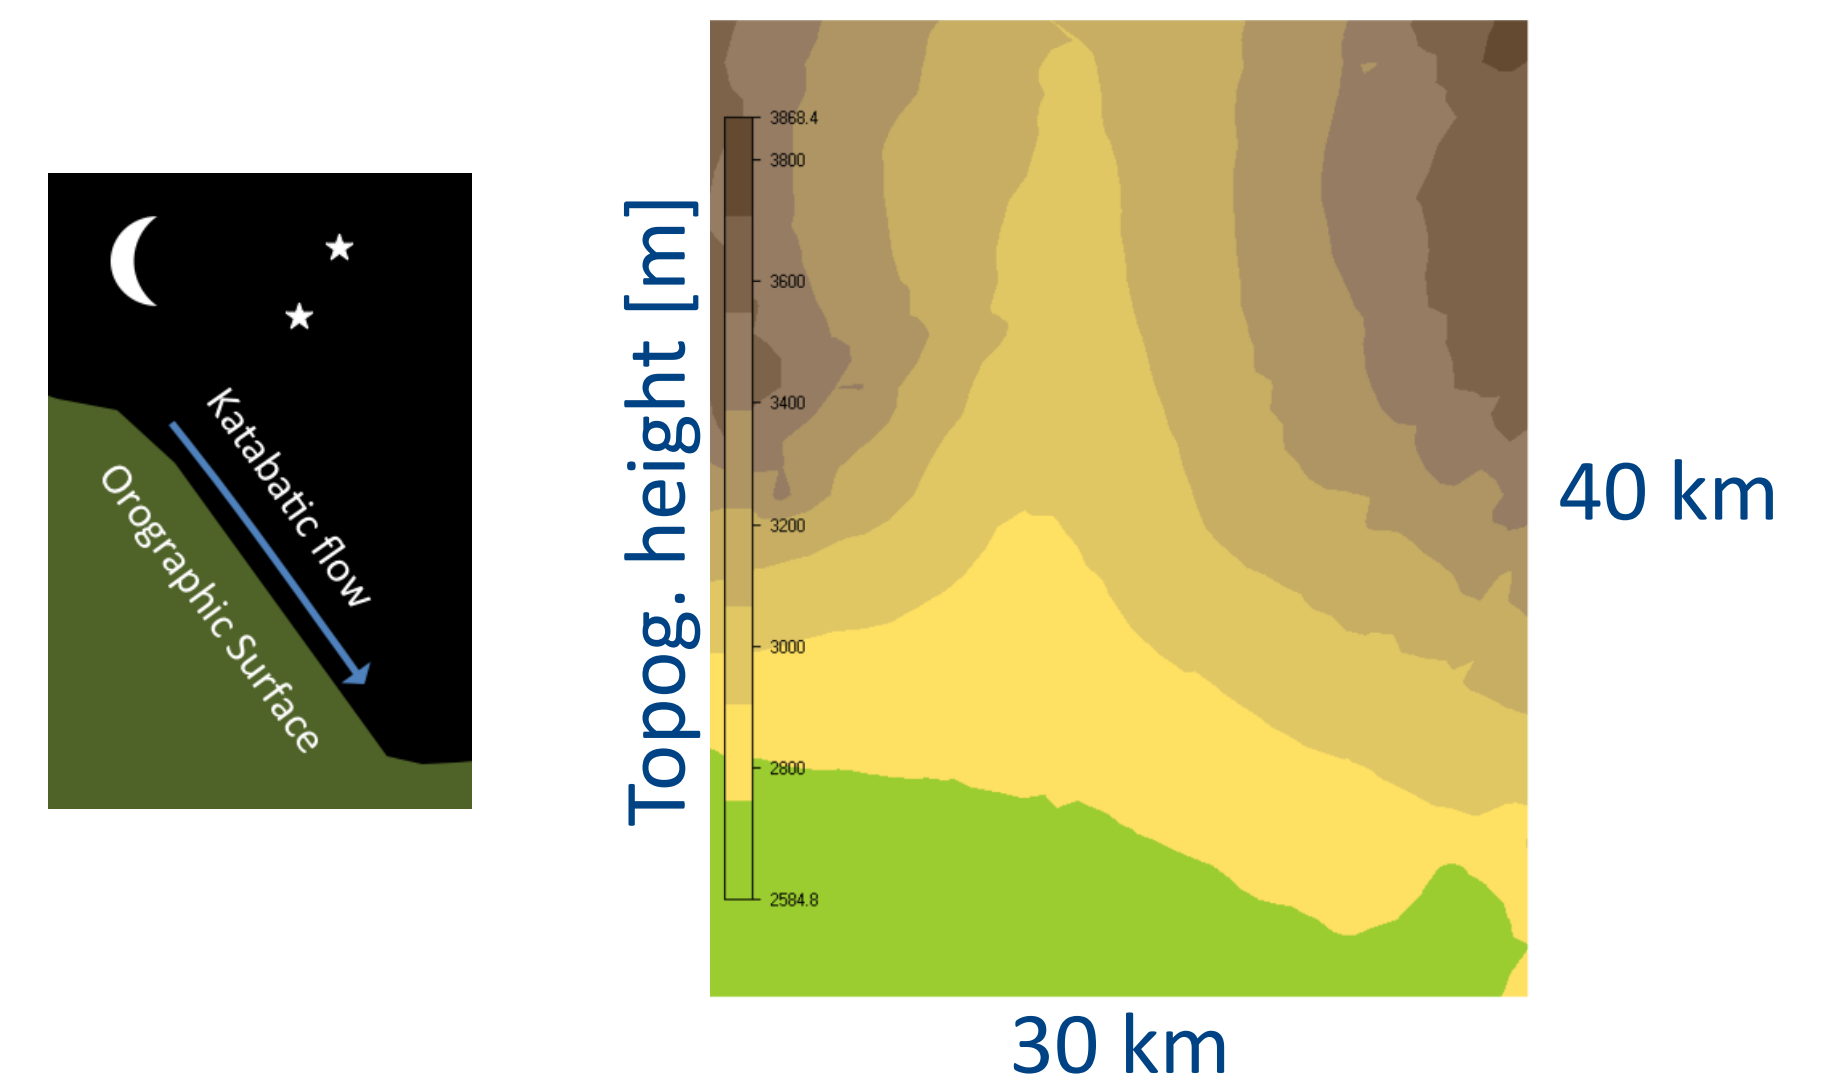 Katabatic flow
Orographic Surface
Topog. height [m]
3868.4
3800
3600
3400
3200
3000
2800
2584.8
40 km
30 km